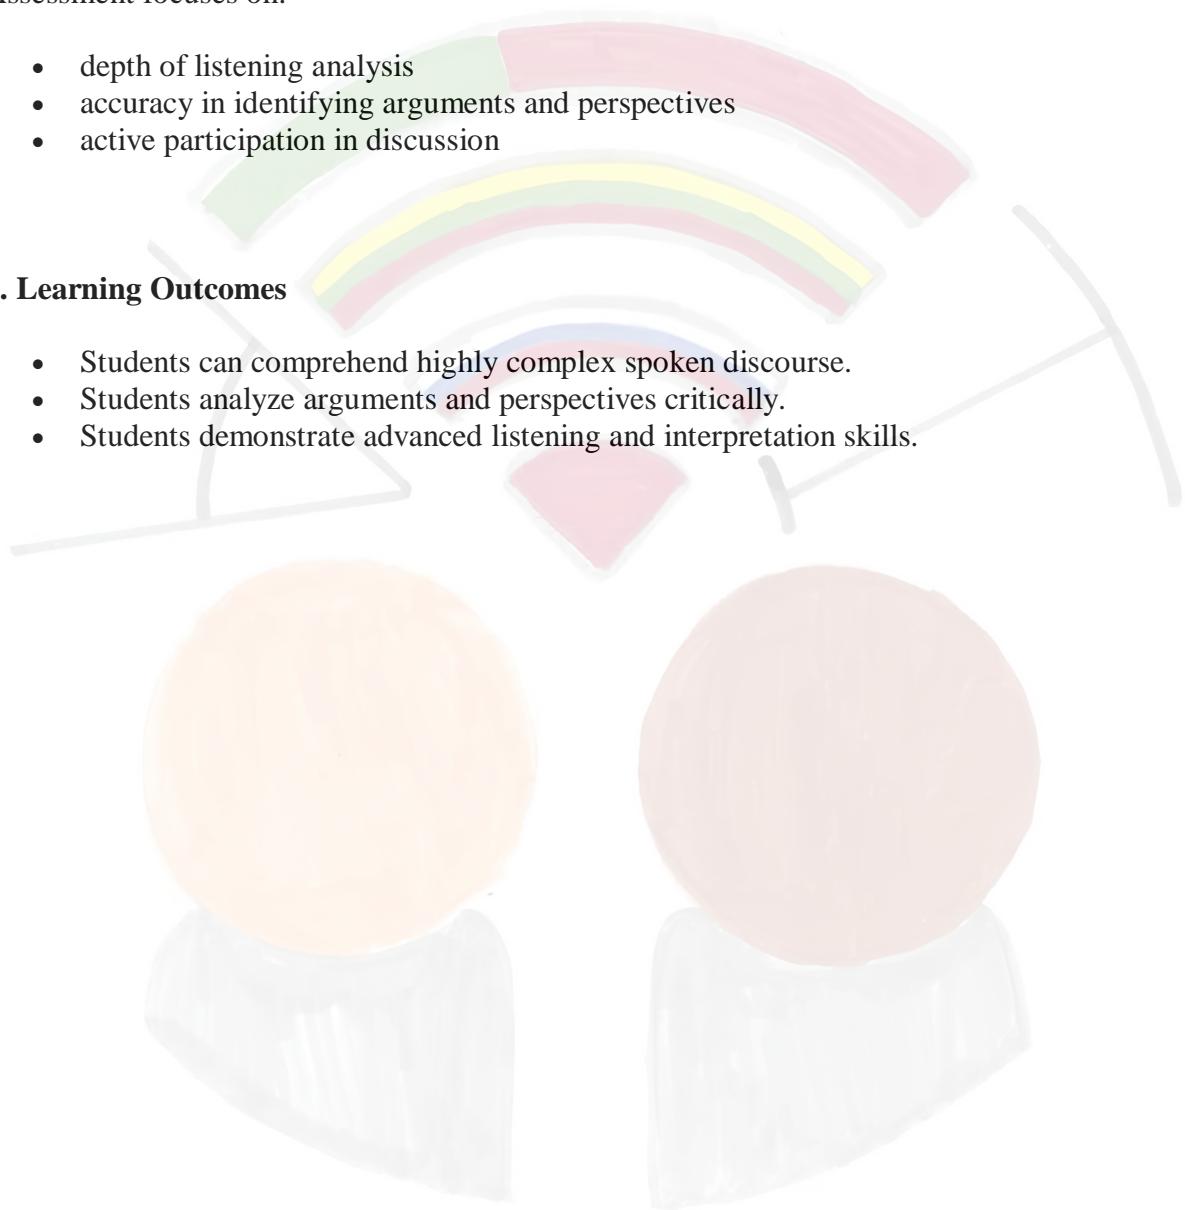 Assessment focuses on:
• depth of listening analysis
• accuracy in identifying arguments and perspectives
• active participation in discussion
. Learning Outcomes
• Students can comprehend highly complex spoken discourse.
• Students analyze arguments and perspectives critically.
• Students demonstrate advanced listening and interpretation skills.